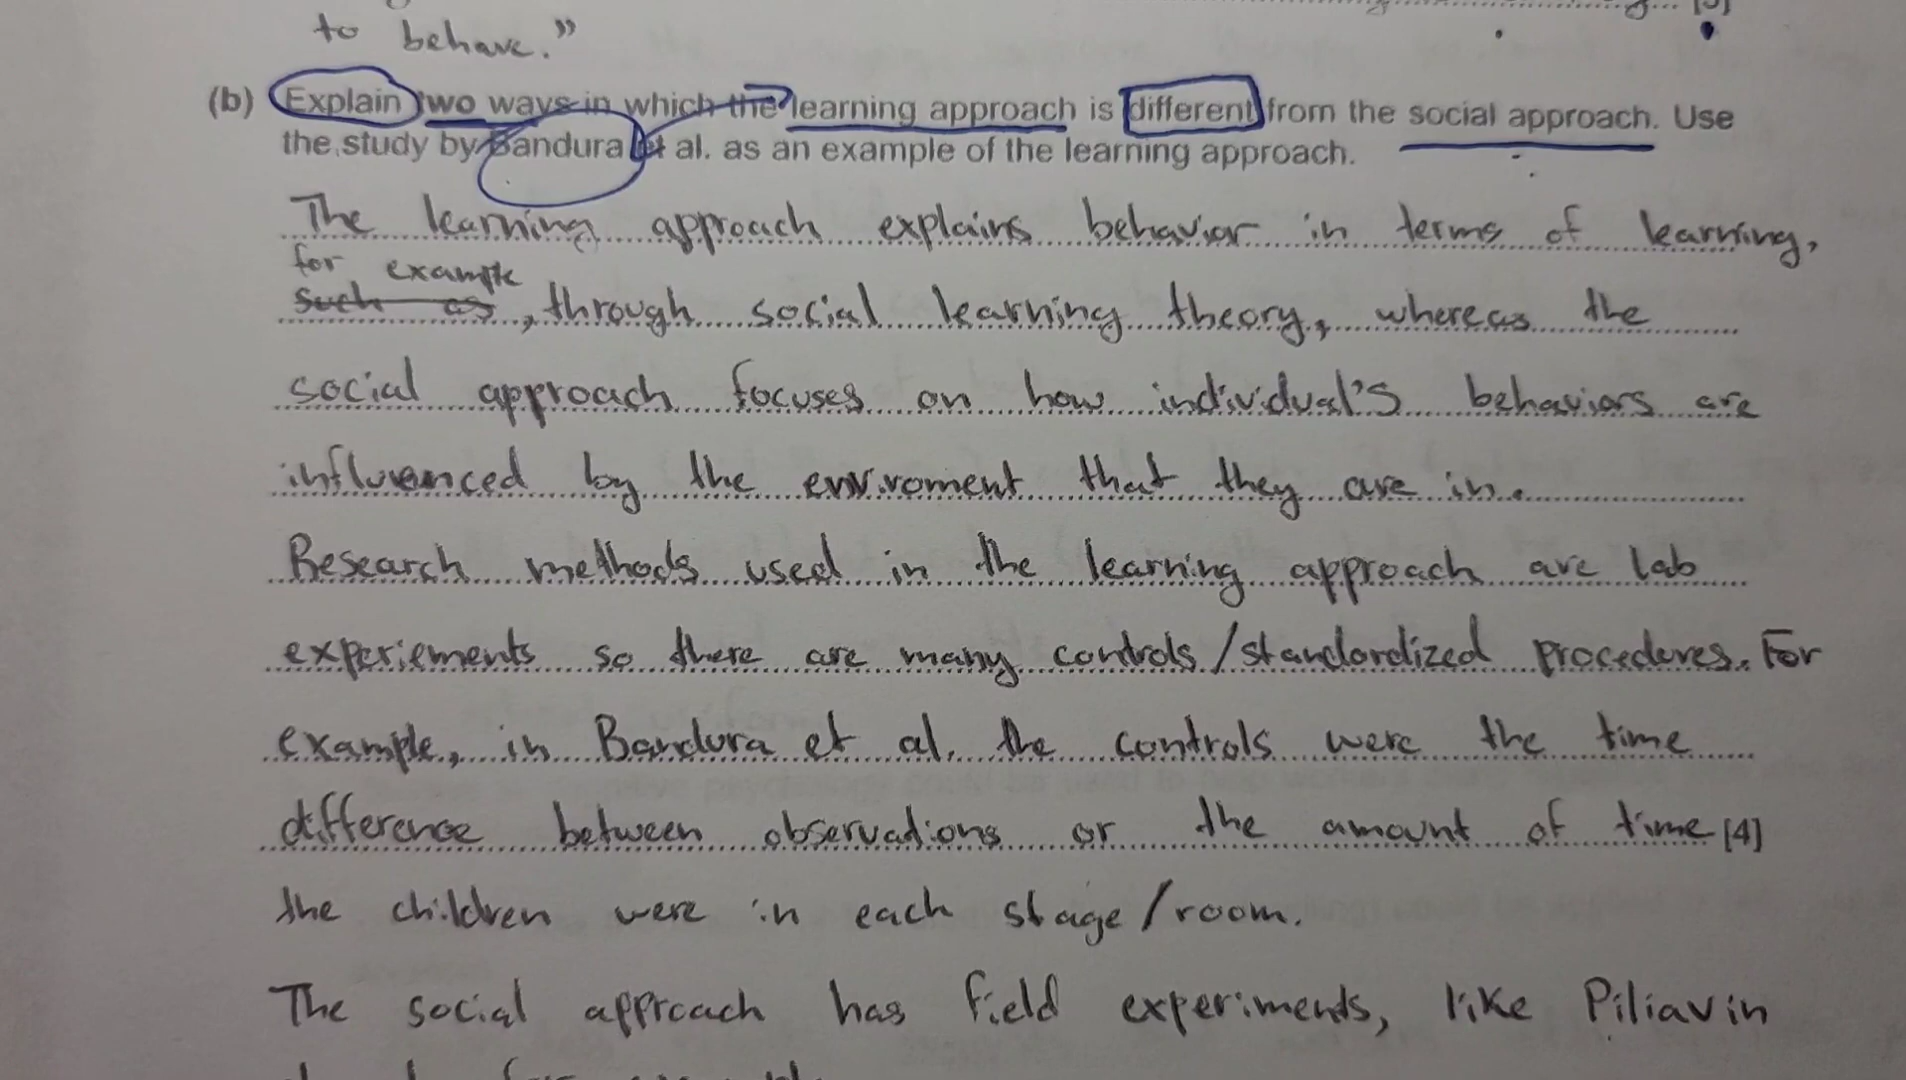 to behave."
(b) Explain two ways in which the learning approach is different from the social approach. Use
the study by Bandura et al. as an example of the learning approach.
The learning approach explains behavior in terms of learning,
for example
such as, through social learning theory, whereas the
social approach focuses on how individual's behaviors are
influenced by the enviroment that they are in.
Research methods used in the learning approach are lab
experiements so there are many controls/standardized procederes. For
example, in Bandura et al. the controls were the time
difference between observations or the amount of time [4]
the children were in each stage/room.
The social approach has field experiments, like Piliavin